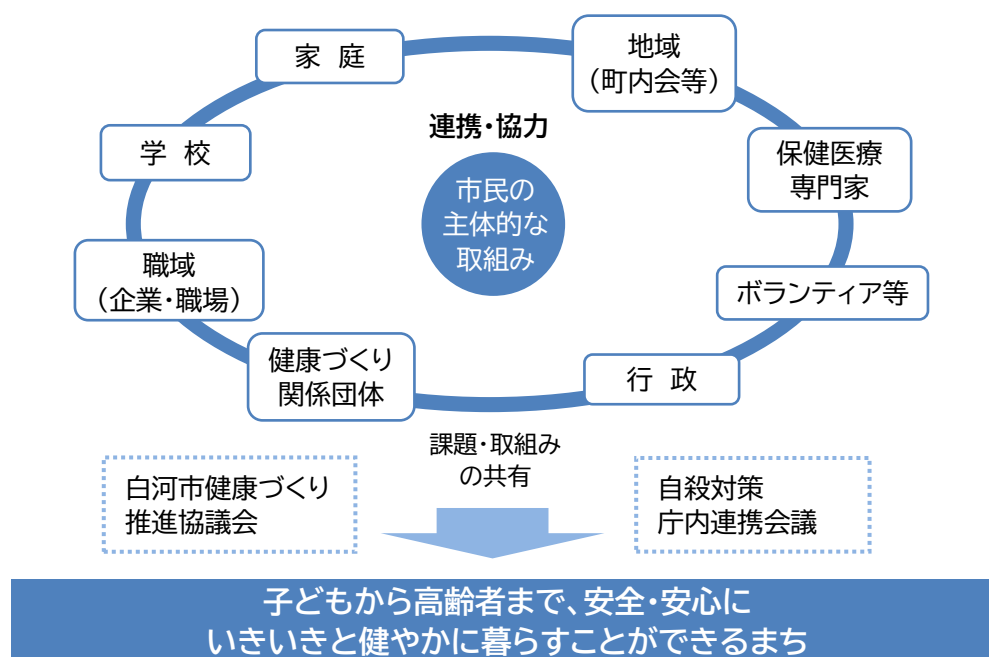 家 庭
地域
（町内会等）
連携・協力
学 校
保健医療
専門家
市民の
主体的な
取組み
職域
（企業・職場）
ボランティア等
健康づくり
関係団体
行 政
課題・取組み
の共有
白河市健康づくり
推進協議会
自殺対策
庁内連携会議
子どもから高齢者まで、安全・安心に
いきいきと健やかに暮らすことができるまち